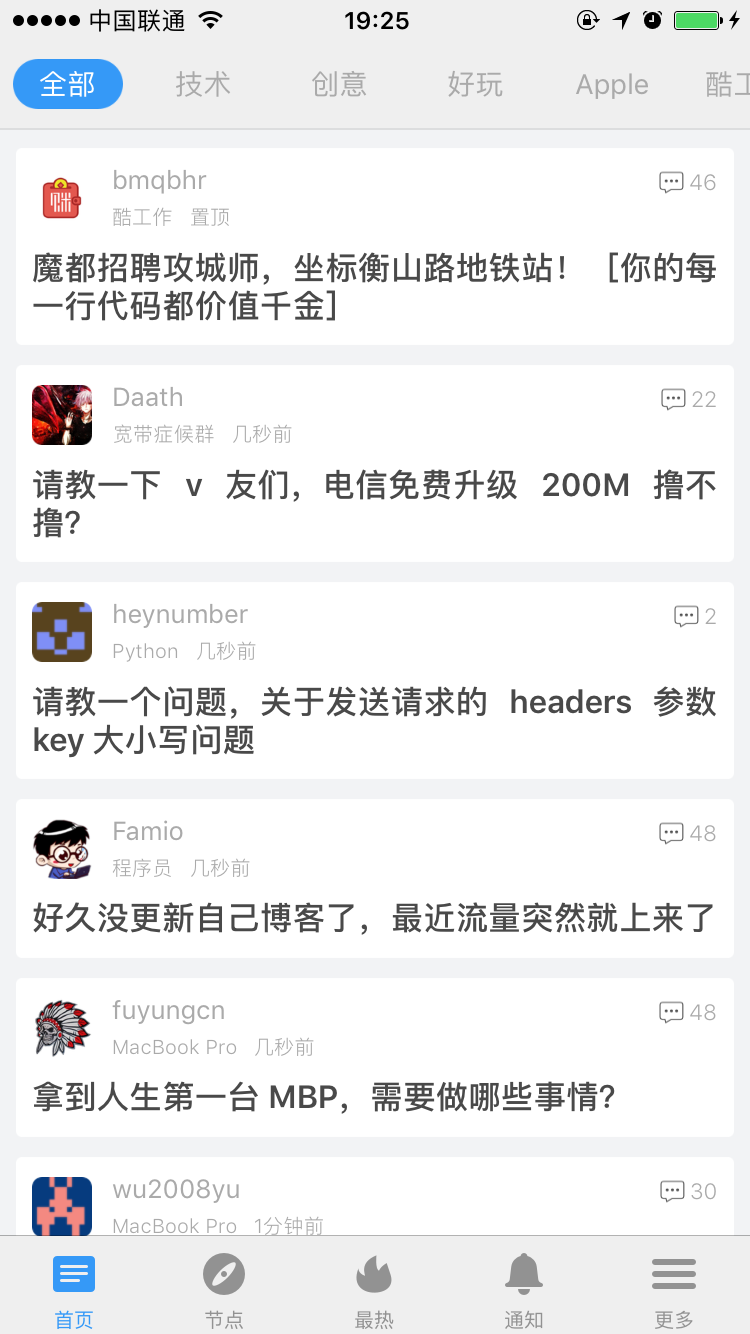 中国联通 19:25
全部 技术 创意 好玩 Apple 酷工
bmqbhr 46
酷工作 置顶
魔都招聘攻城师，坐标衡山路地铁站！［你的每
一行代码都价值千金］
Daath 22
宽带症候群 几秒前
请教一下 v 友们，电信免费升级 200M 撸不
撸？
heynumber 2
Python 几秒前
请教一个问题，关于发送请求的 headers 参数
key 大小写问题
Famio 48
程序员 几秒前
好久没更新自己博客了，最近流量突然就上来了
fuyungcn 48
MacBook Pro 几秒前
拿到人生第一台 MBP，需要做哪些事情？
wu2008yu 30
MacBook Pro 1分钟前
首页 节点 最热 通知 更多